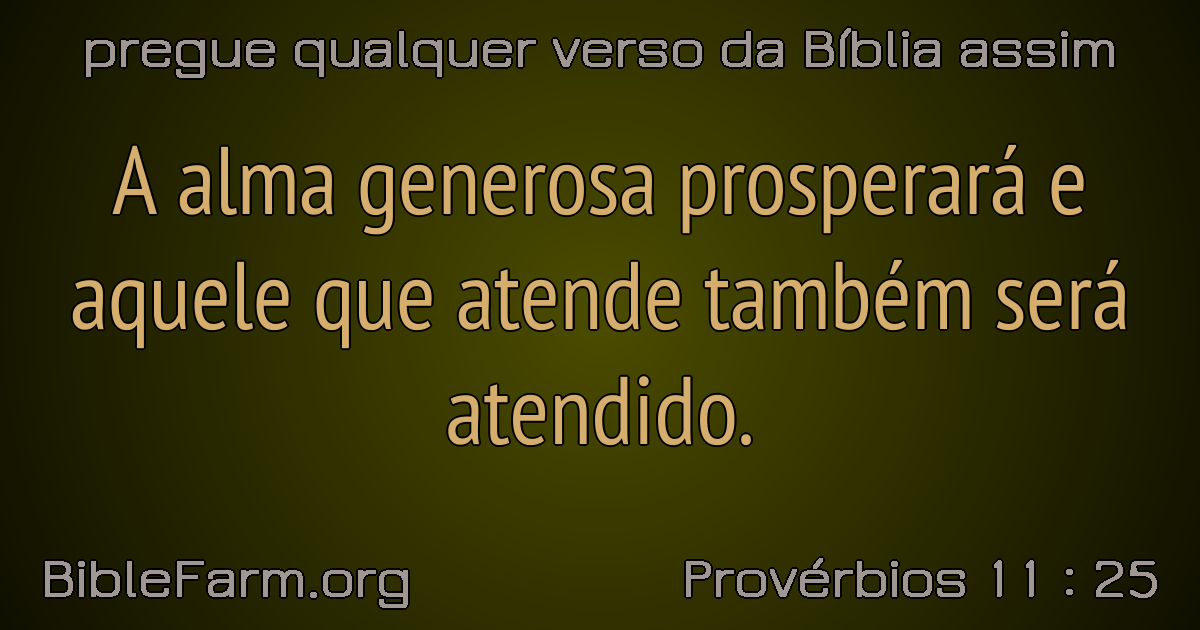 pregue qualquer verso da Bíblia assim
A alma generosa prosperará e
aquele que atende também será
atendido.
BibleFarm.org
Provérbios 11 : 25